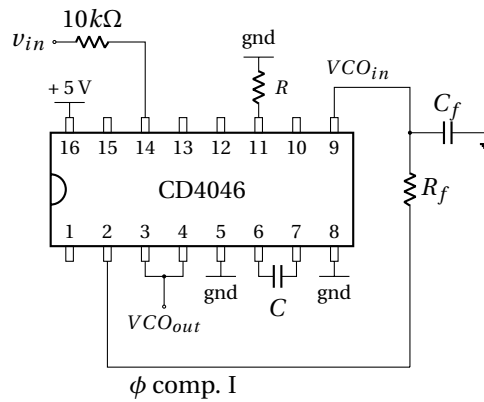 10kΩ
v_in
gnd
+5V
R
VCO_in
C_f
16 15 14 13 12 11 10 9
CD4046
R_f
1 2 3 4 5 6 7 8
gnd
C
gnd
VCO_out
ϕ comp. I